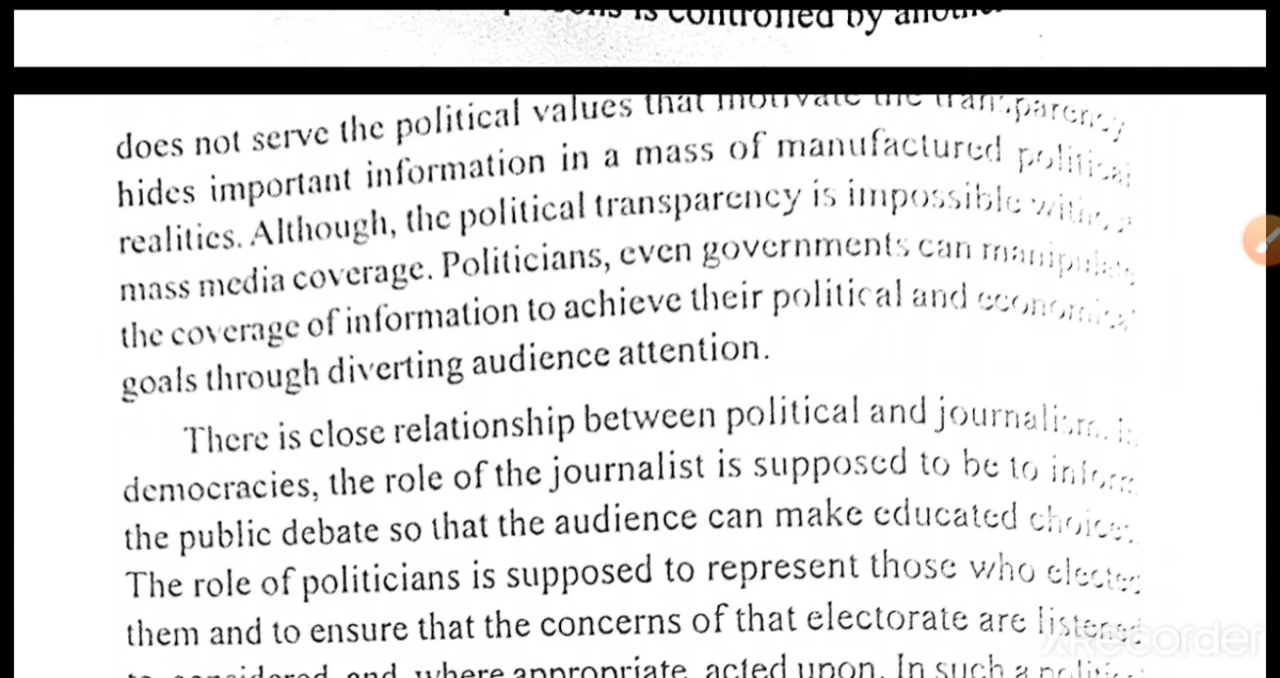 is controlled by
does not serve the political values that motivate the transparency
hides important information in a mass of manufactured political
realities. Although, the political transparency is impossible
mass media coverage. Politicians, even governments can manipulate
the coverage of information to achieve their political and economical
goals through diverting audience attention.
There is close relationship between political and journalism. In
democracies, the role of the journalist is supposed to be to inform
the public debate so that the audience can make educated choices.
The role of politicians is supposed to represent those who elected
them and to ensure that the concerns of that electorate are listened
XRecorder
considered, and, where appropriate, acted upon. In such a